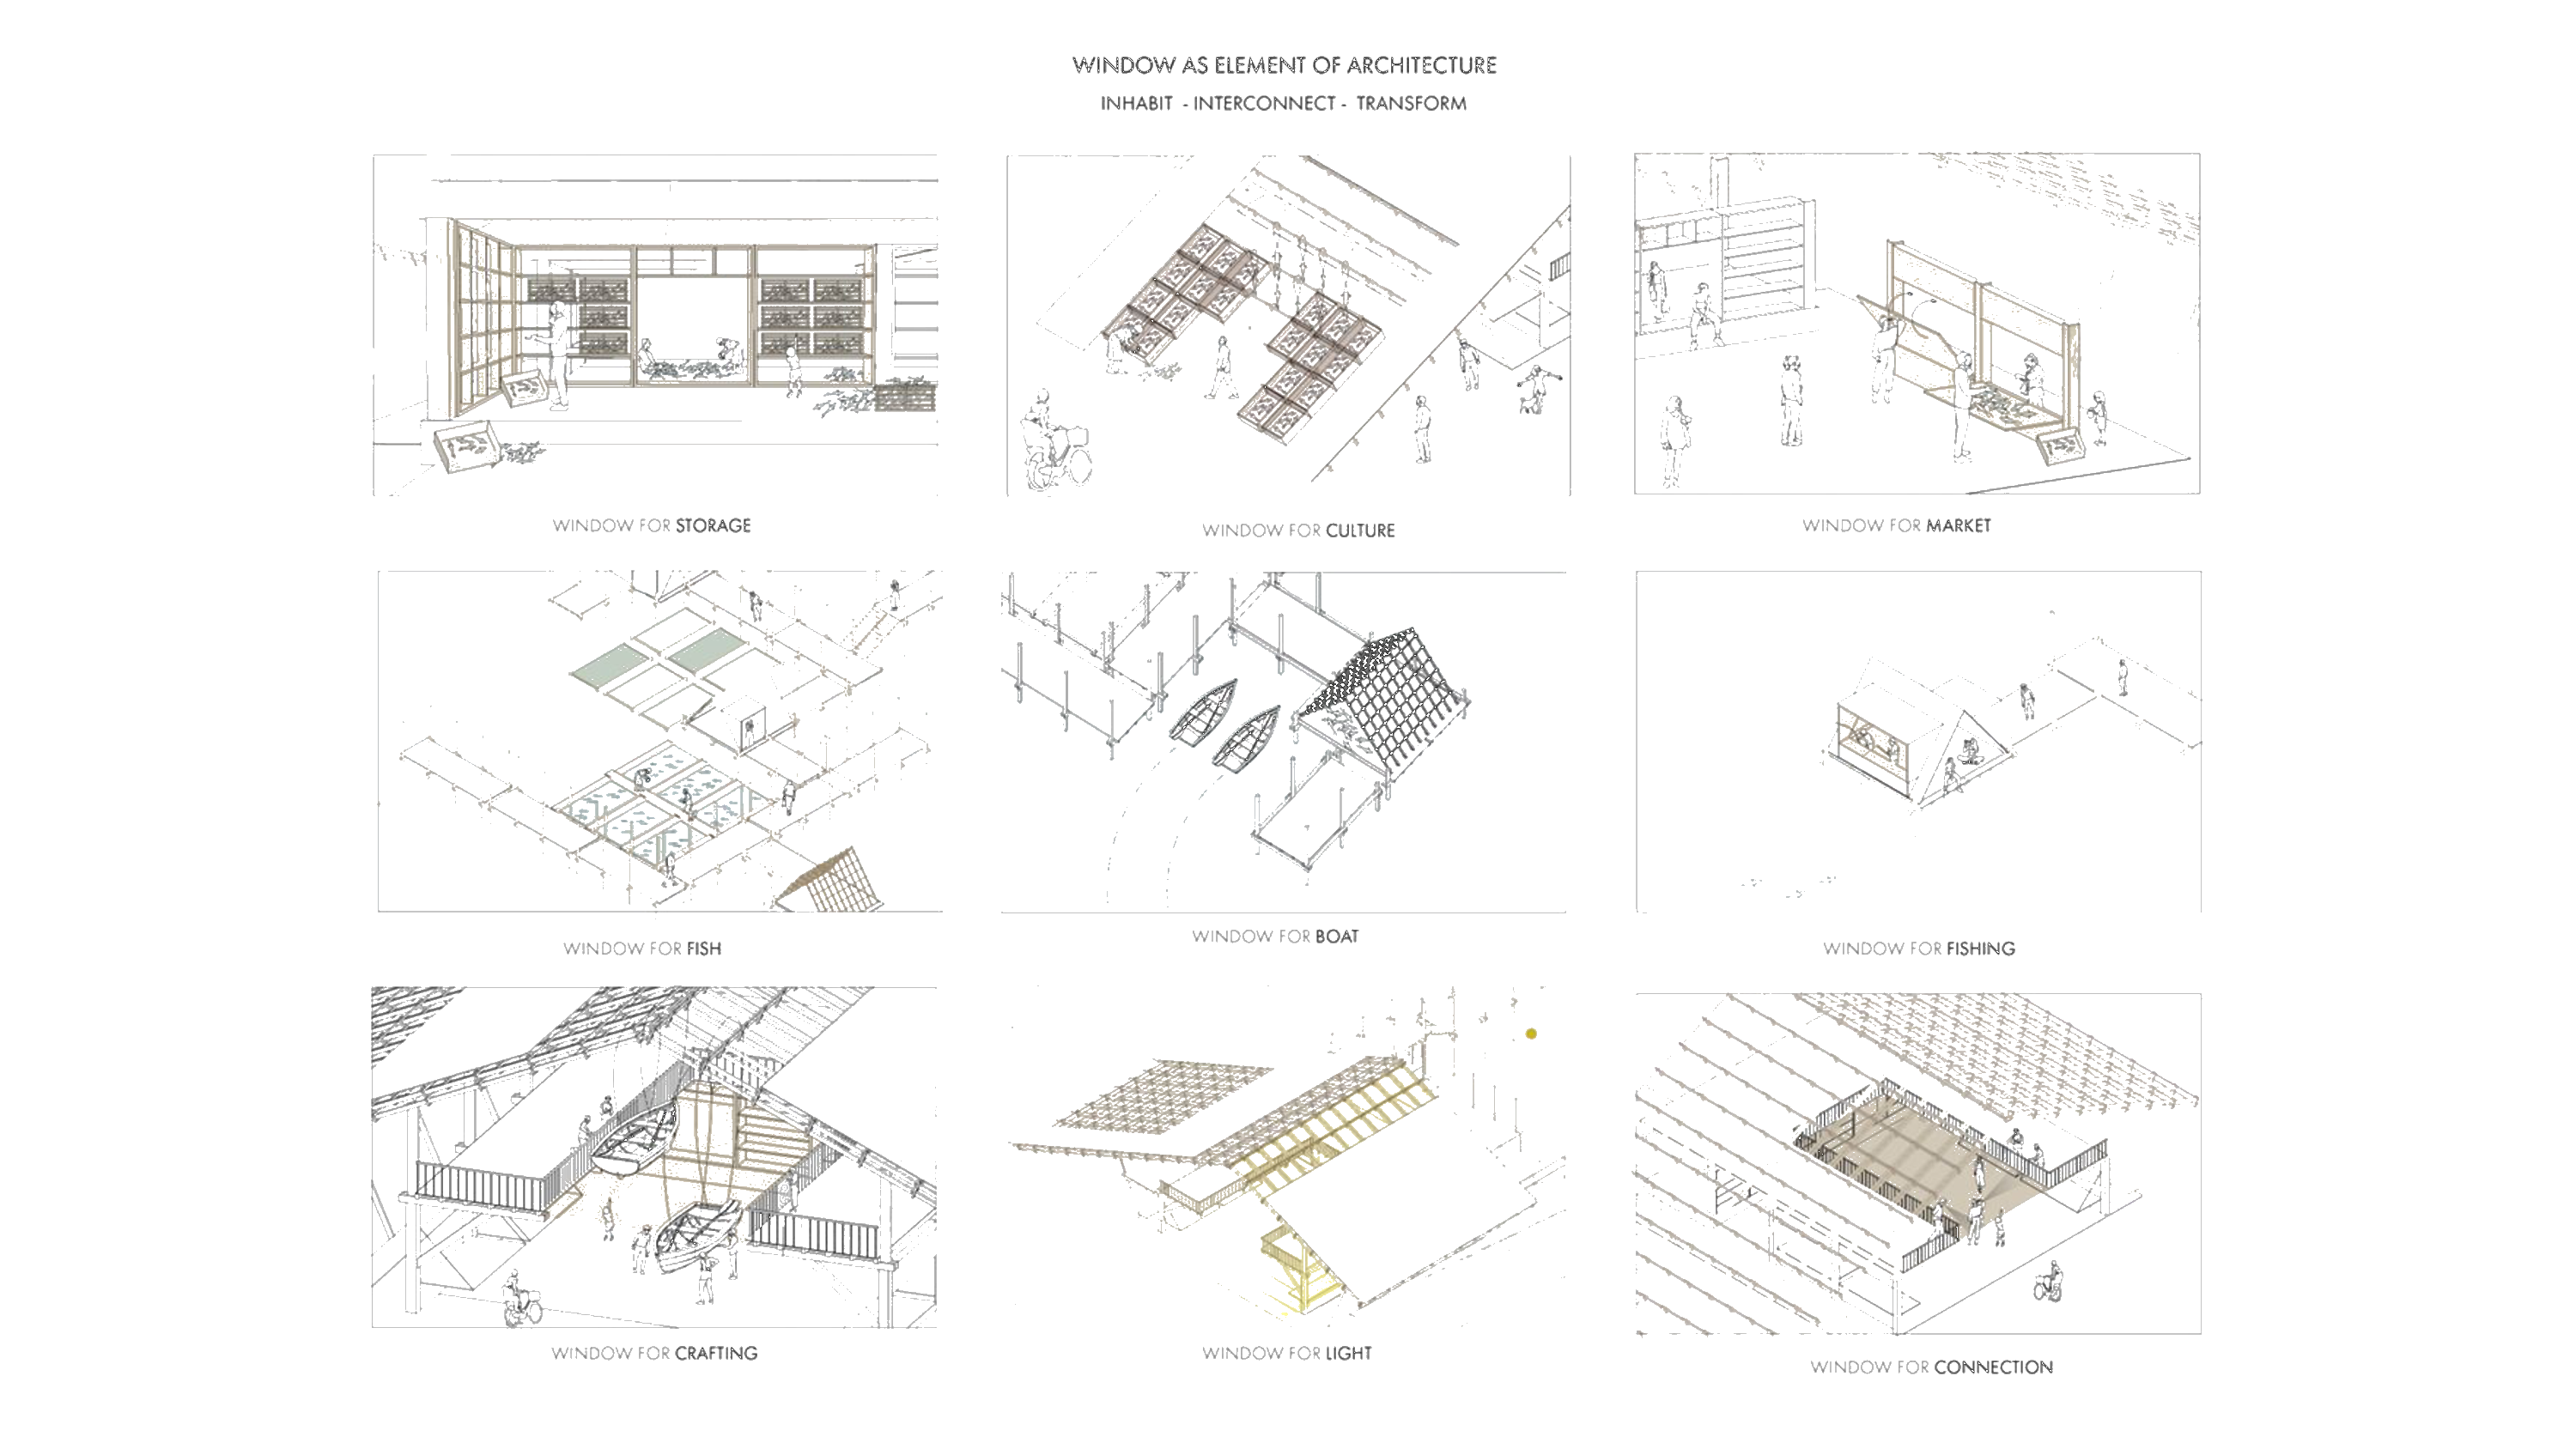 WINDOW AS ELEMENT OF ARCHITECTURE
INHABIT - INTERCONNECT - TRANSFORM
WINDOW FOR STORAGE
WINDOW FOR CULTURE
WINDOW FOR MARKET
WINDOW FOR FISH
WINDOW FOR BOAT
WINDOW FOR FISHING
WINDOW FOR CRAFTING
WINDOW FOR LIGHT
WINDOW FOR CONNECTION